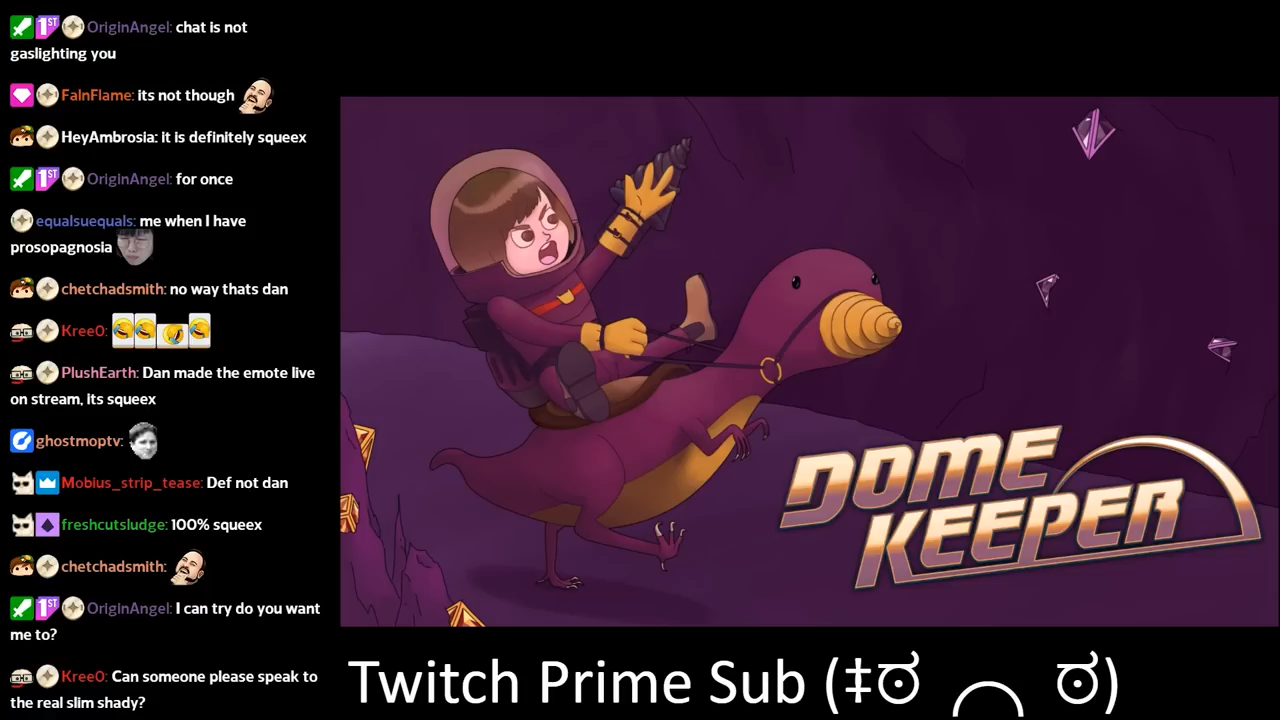 OriginAngel: chat is not
gaslighting you
FalnFlame: its not though
HeyAmbrosia: it is definitely squeex
OriginAngel: for once
equalsuequals: me when I have
prosopagnosia
chetchadsmith: no way thats dan
KreeO:
PlushEarth: Dan made the emote live
on stream, its squeex
ghostmoptv:
Mobius_strip_tease: Def not dan
freshcutsludge: 100% squeex
chetchadsmith:
OriginAngel: I can try do you want
me to?
KreeO: Can someone please speak to
the real slim shady?
DOME
KEEPER
Twitch Prime Sub (‡ಠ ╭╮ ಠ)